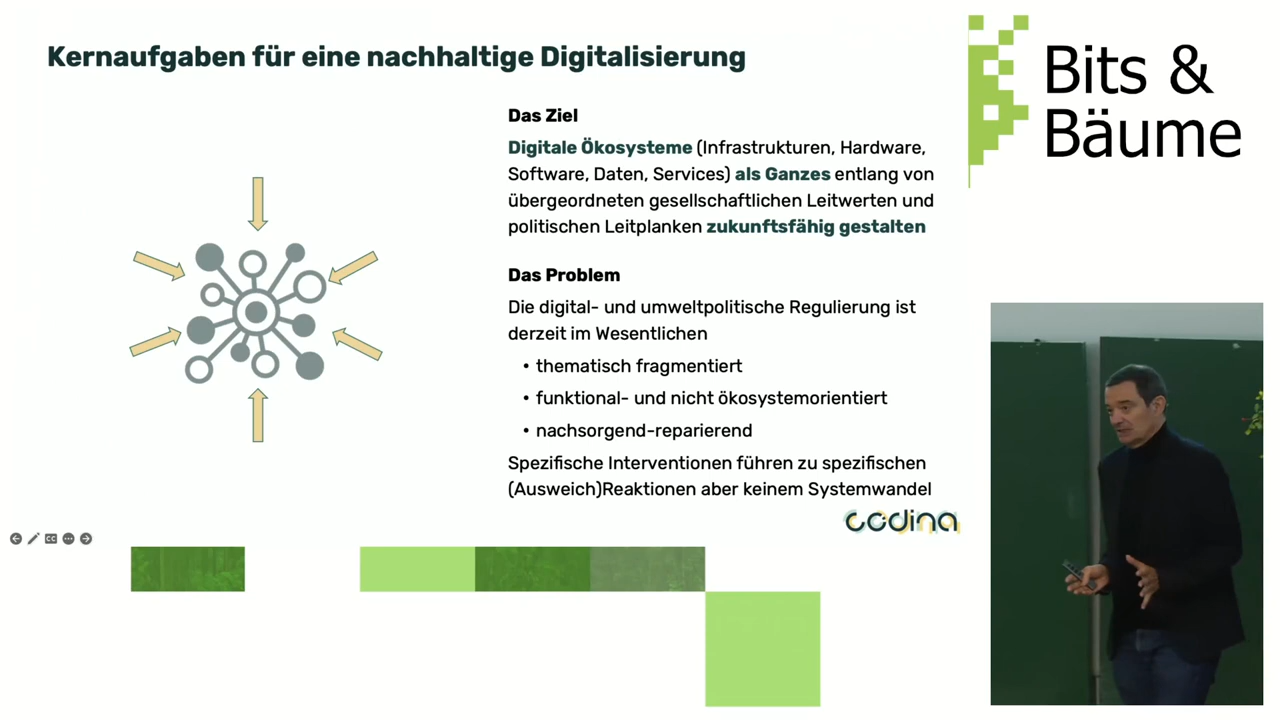 Kernaufgaben für eine nachhaltige Digitalisierung
Das Ziel
Digitale Ökosysteme (Infrastrukturen, Hardware,
Software, Daten, Services) als Ganzes entlang von
übergeordneten gesellschaftlichen Leitwerten und
politischen Leitplanken zukunftsfähig gestalten
Das Problem
Die digital- und umweltpolitische Regulierung ist
derzeit im Wesentlichen
• thematisch fragmentiert
• funktional- und nicht ökosystemorientiert
• nachsorgend-reparierend
Spezifische Interventionen führen zu spezifischen
(Ausweich)Reaktionen aber keinem Systemwandel
codina
CC
Bits &
Bäume